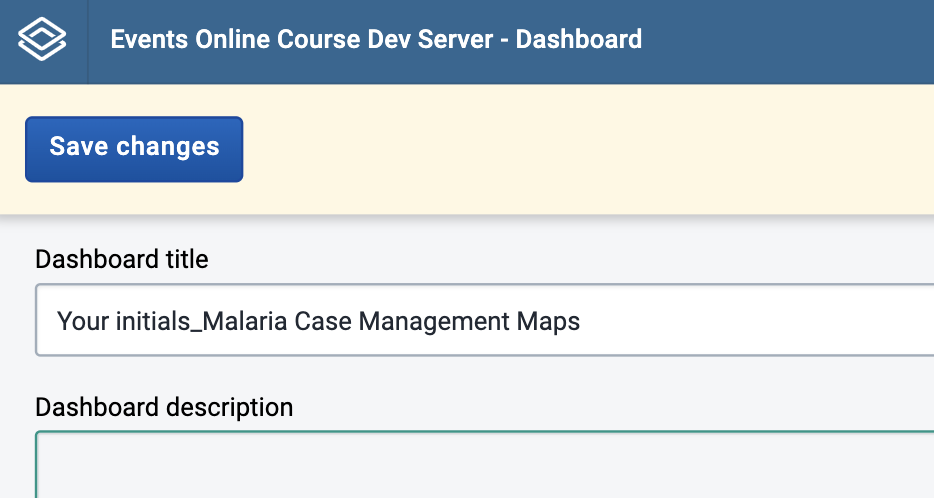 Events Online Course Dev Server - Dashboard
Save changes
Dashboard title
Your initials_Malaria Case Management Maps
Dashboard description